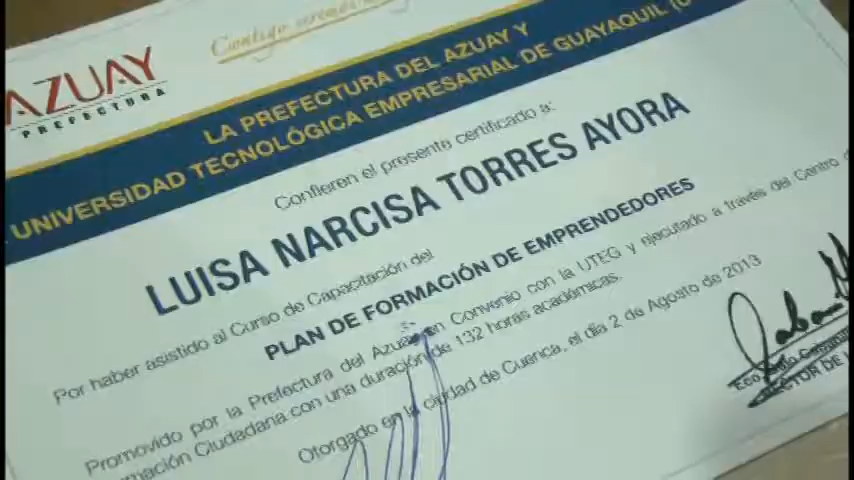 AZUAY
PREFECTURA
Contigo
LA PREFECTURA DEL AZUAY Y
UNIVERSIDAD TECNOLÓGICA EMPRESARIAL DE GUAYAQUIL (U
Confieren el presente certificado a:
LUISA NARCISA TORRES AYORA
Por haber asistido al Curso de Capacitación del
PLAN DE FORMACIÓN DE EMPRENDEDORES
Promovido por la Prefectura del Azuay en Convenio con la UTEG y ejecutado a través del Centro d
rmación Ciudadana con una duración de 132 horas académicas.
Otorgado en la ciudad de Cuenca, el día 2 de Agosto de 2013